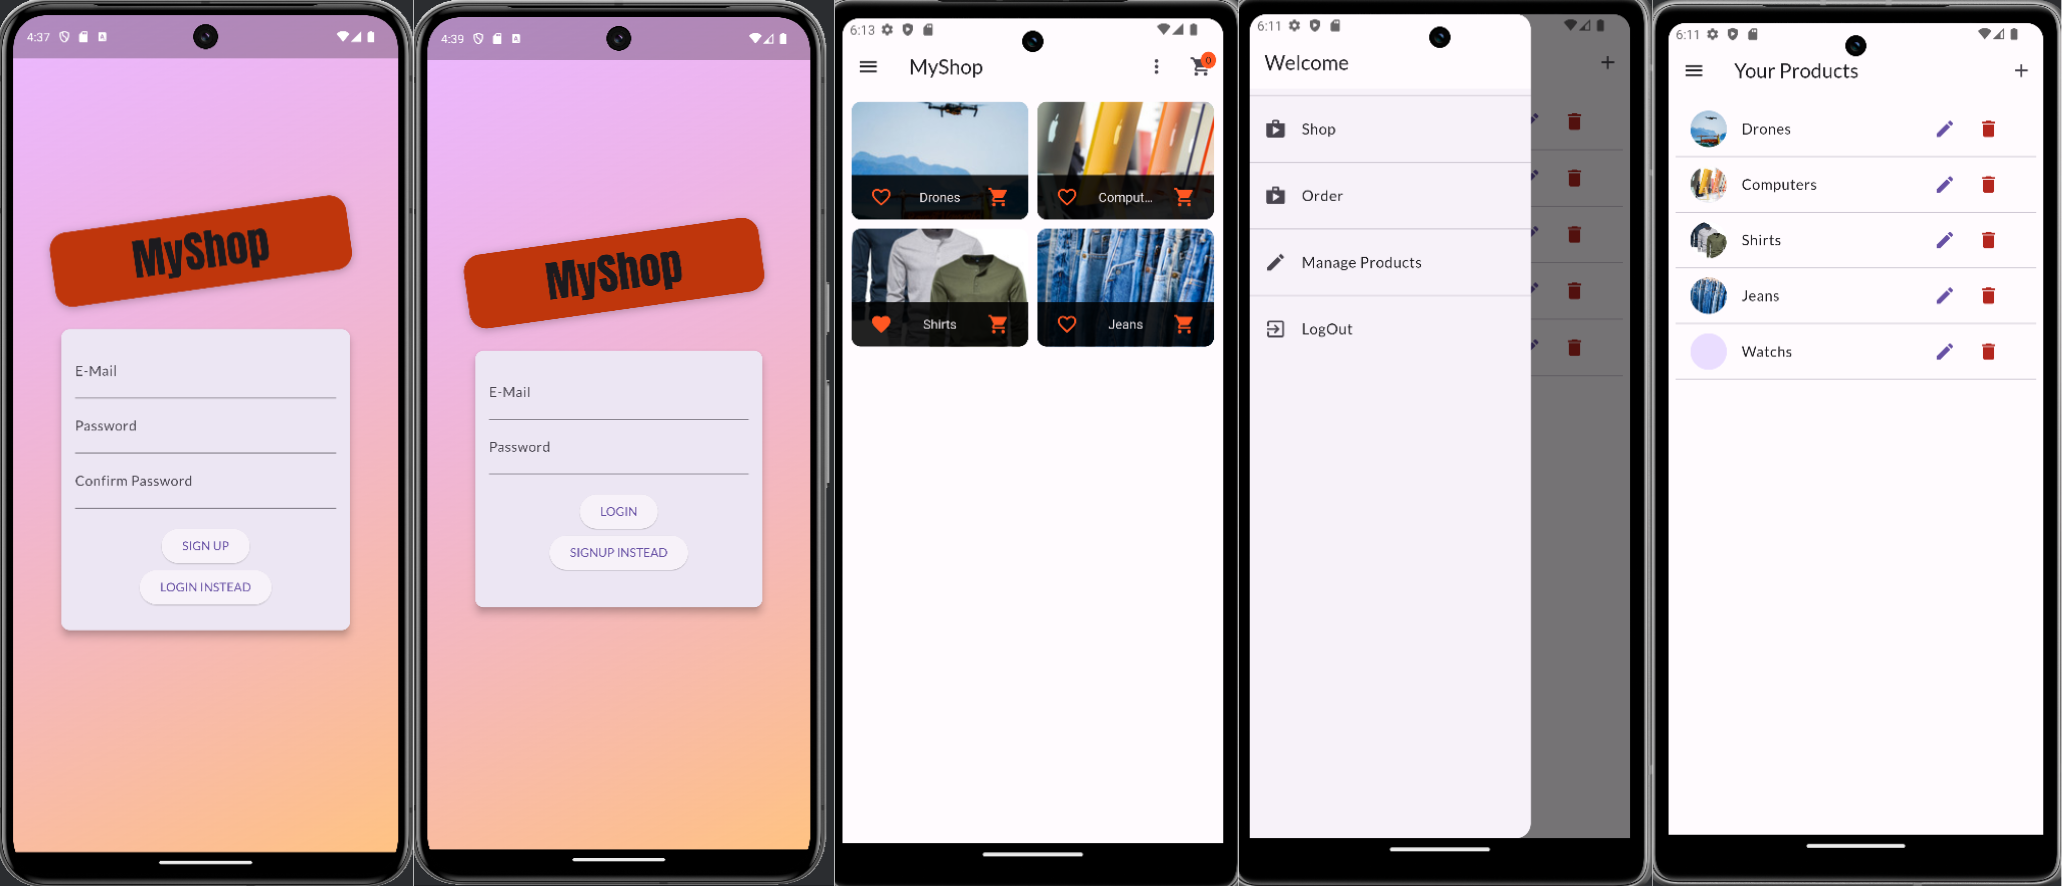 4:37
MyShop
E-Mail
Password
Confirm Password
SIGN UP
LOGIN INSTEAD
4:39
MyShop
E-Mail
Password
LOGIN
SIGNUP INSTEAD
6:13
MyShop
0
Drones
Comput...
Shirts
Jeans
6:11
Welcome
Shop
Order
Manage Products
LogOut
6:11
Your Products
Drones
Computers
Shirts
Jeans
Watchs